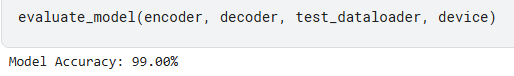 evaluate_model(encoder, decoder, test_dataloader, device)
Model Accuracy: 99.00%